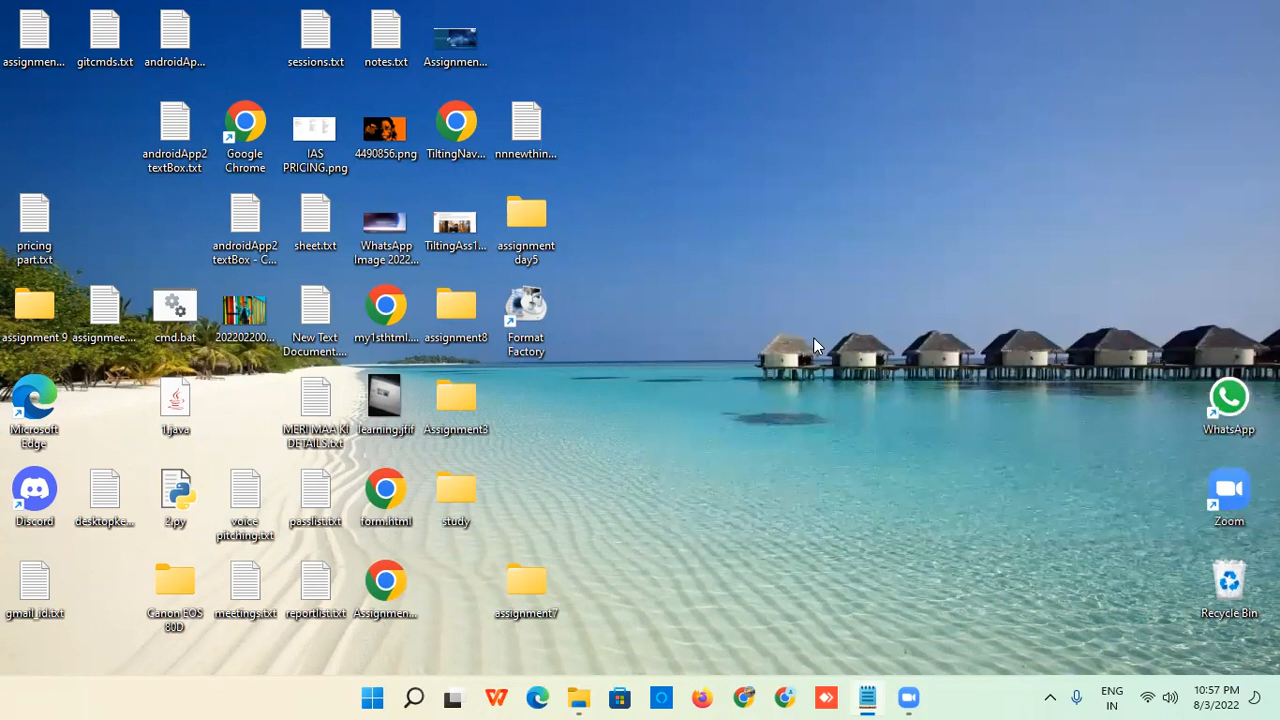 assignmen...
gitcmds.txt
androidAp...
sessions.txt
notes.txt
Assignmen...
androidApp2
textBox.txt
Google
Chrome
IAS
PRICING.png
4490856.png
TiltingNav...
nnnewthin...
pricing
part.txt
androidApp2
textBox - C...
sheet.txt
WhatsApp
Image 2022...
TiltingAss1...
assignment
day5
assignment 9
assignmee....
cmd.bat
202202200...
New Text
Document....
my1sthtml....
assignment8
Format
Factory
Microsoft
Edge
1.java
MERI MAA KI
DETAILS.txt
learning.jfif
Assignment3
WhatsApp
Discord
desktopke...
2.py
voice
pitching.txt
passlist.txt
form.html
study
Zoom
gmail_id.txt
Canon EOS
80D
meetings.txt
reportlist.txt
Assignmen...
assignment7
Recycle Bin
ENG
IN
10:57 PM
8/3/2022